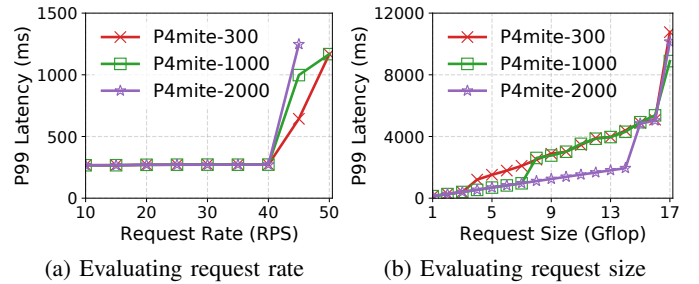 P99 Latency (ms)
1500
1000
500
0
P4mite-300
P4mite-1000
P4mite-2000
10 20 30 40 50
Request Rate (RPS)
(a) Evaluating request rate
P99 Latency (ms)
12000
8000
4000
0
P4mite-300
P4mite-1000
P4mite-2000
1 5 9 13 17
Request Size (Gflop)
(b) Evaluating request size